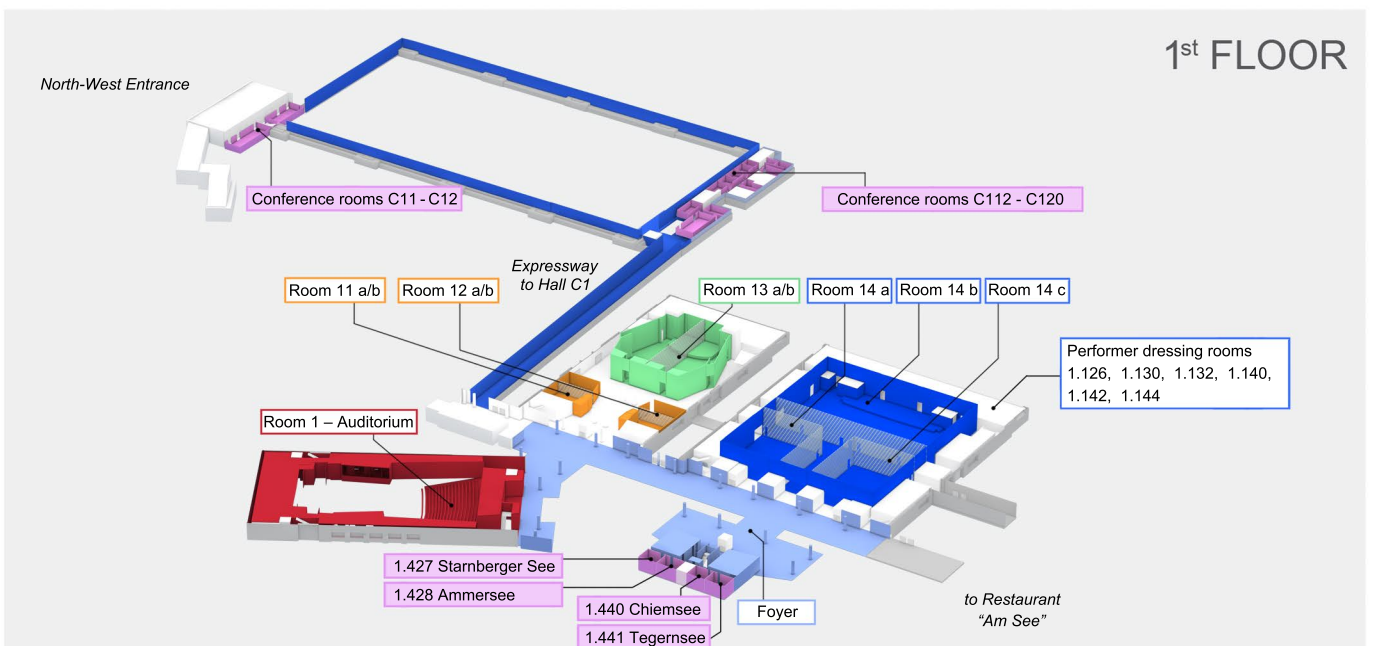 1st FLOOR
North-West Entrance
Conference rooms C11 - C12
Conference rooms C112 - C120
Expressway
to Hall C1
Room 11 a/b
Room 12 a/b
Room 13 a/b
Room 14 a
Room 14 b
Room 14 c
Performer dressing rooms
1.126, 1.130, 1.132, 1.140,
1.142, 1.144
Room 1 – Auditorium
1.427 Starnberger See
1.428 Ammersee
1.440 Chiemsee
1.441 Tegernsee
Foyer
to Restaurant
“Am See”